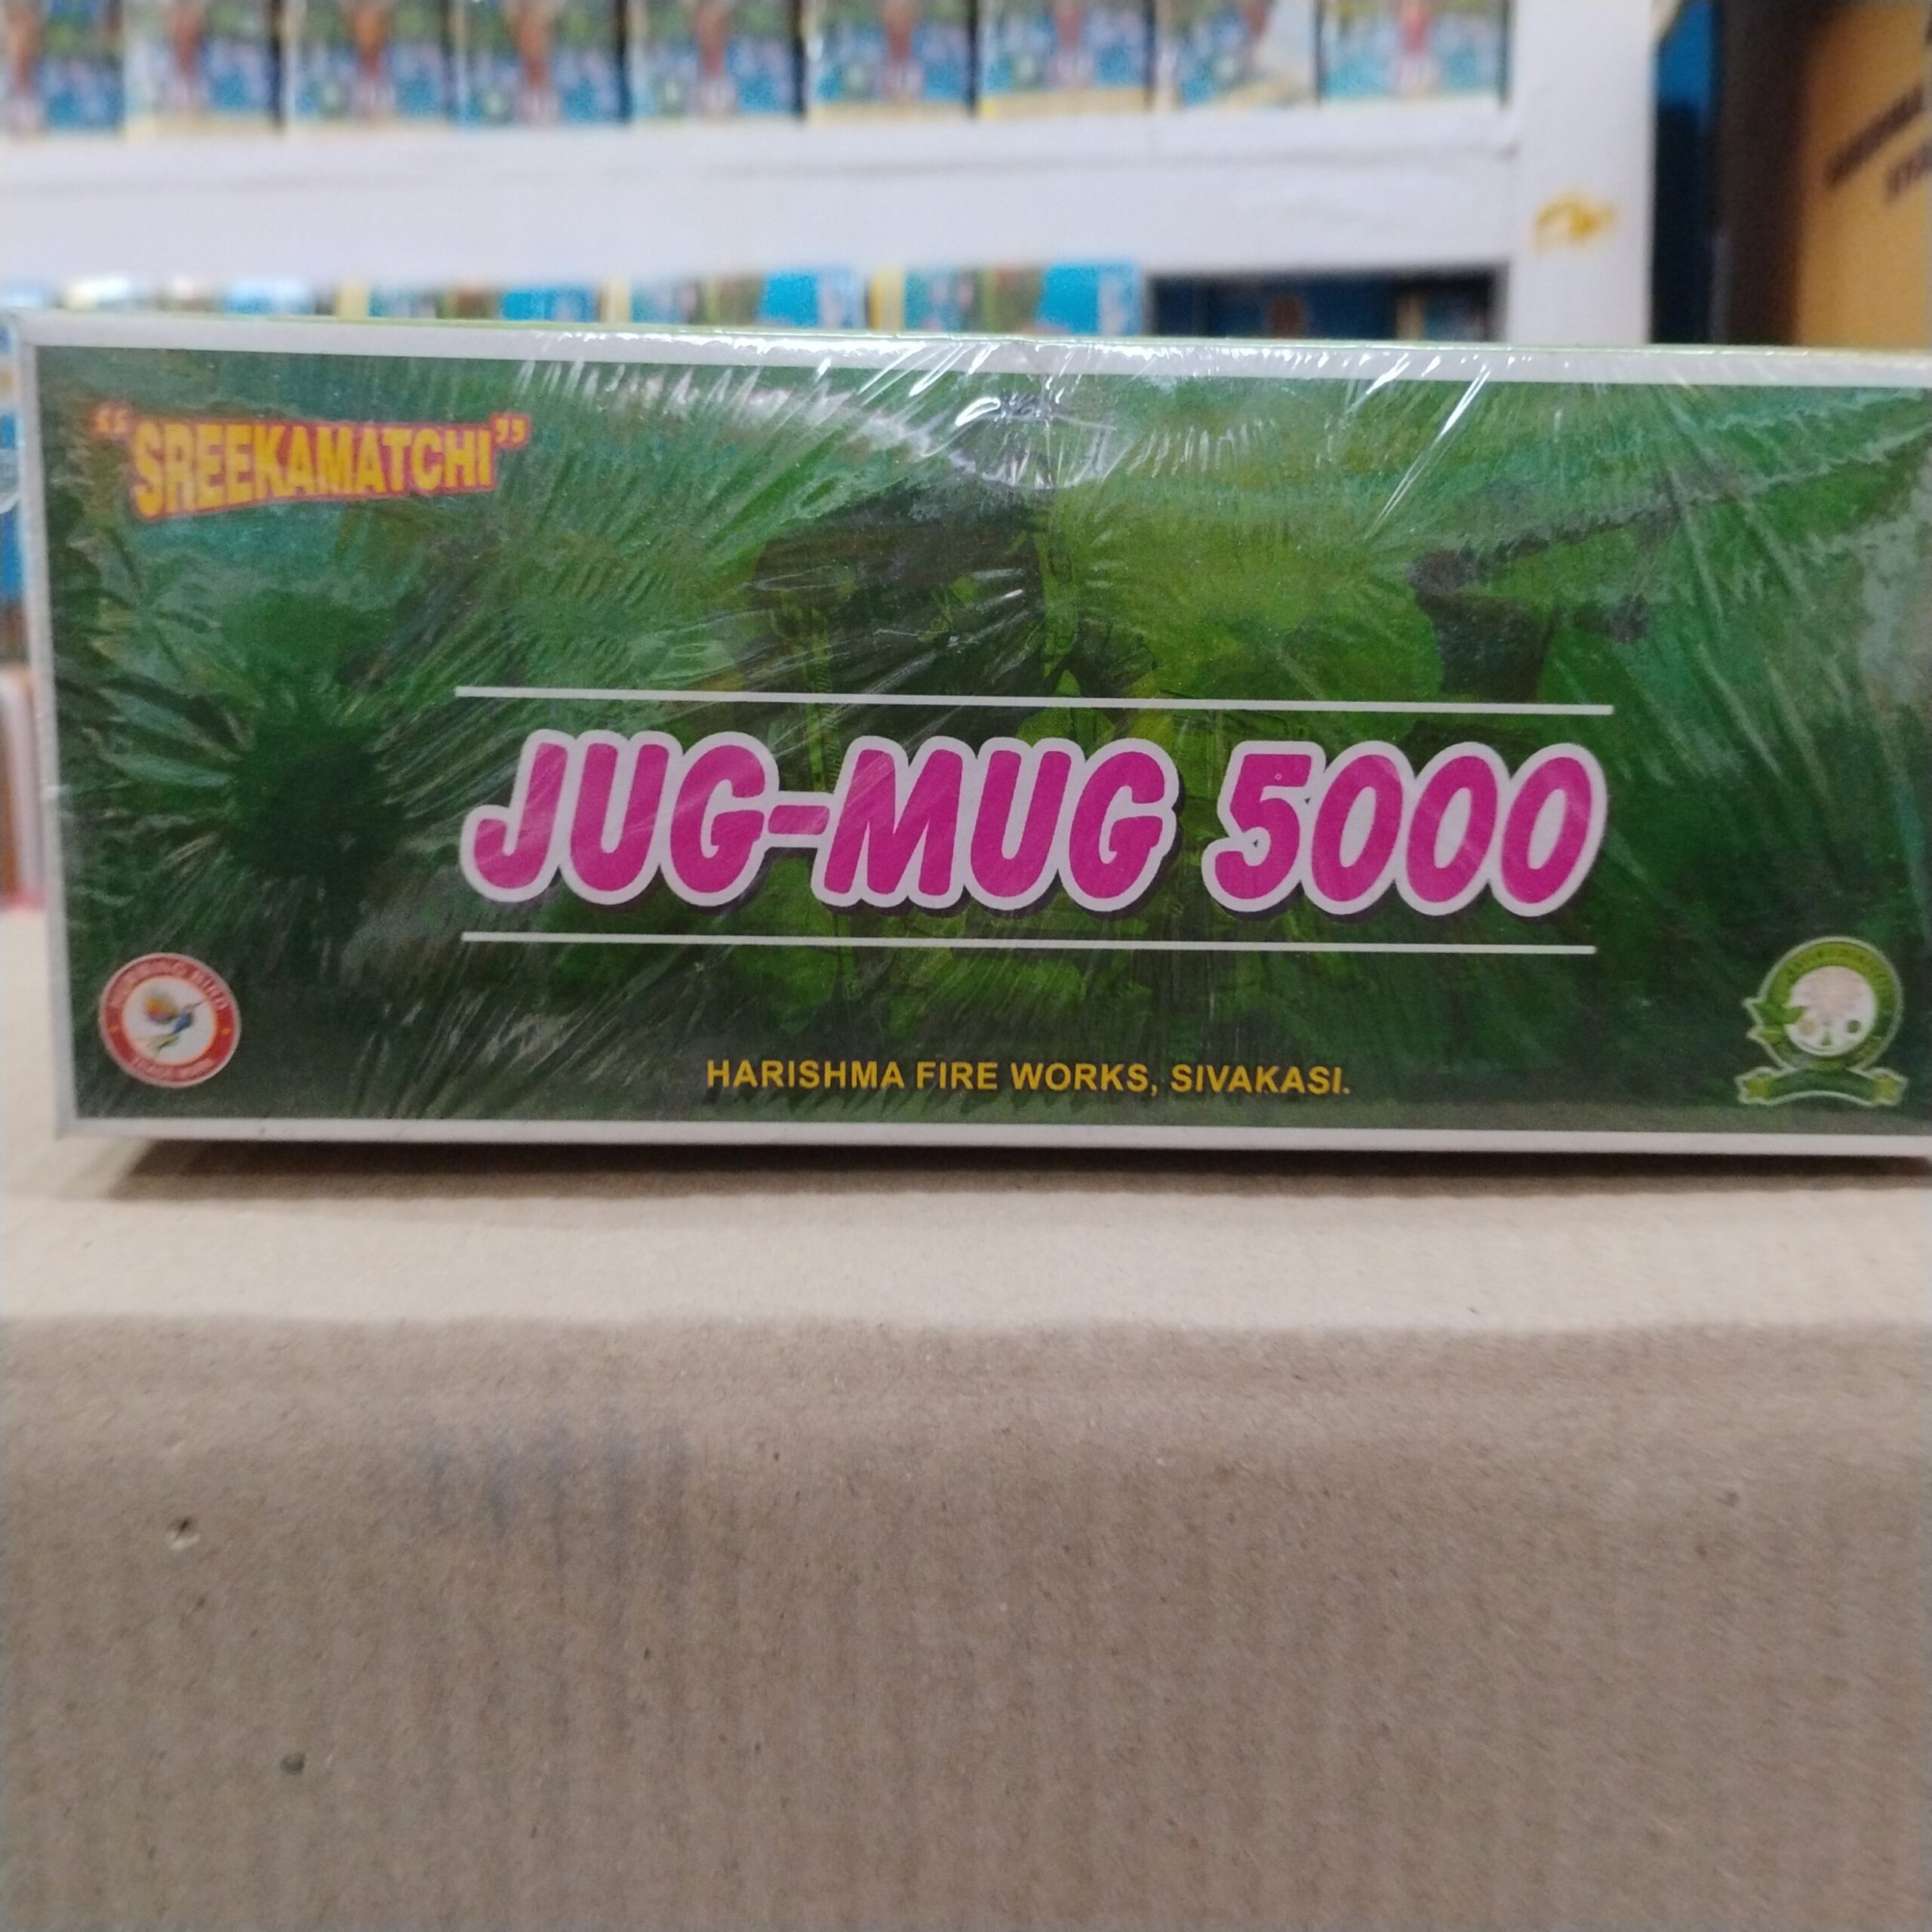 “SREEKAMATCHI”
JUG-MUG 5000
HARISHMA FIRE WORKS, SIVAKASI.